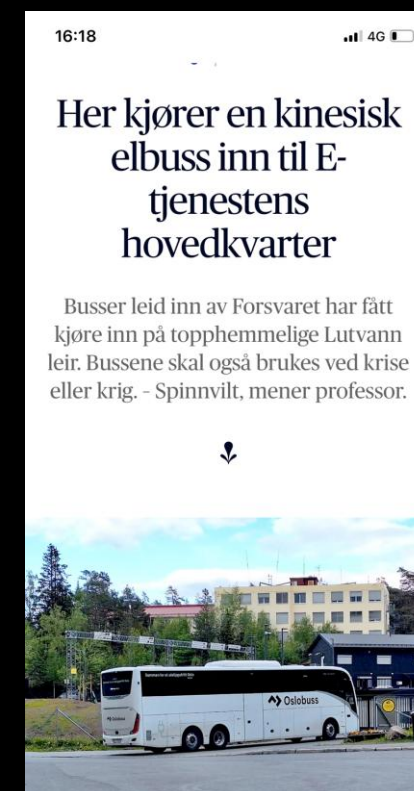 16:18
4G
Her kjører en kinesisk
elbuss inn til E-
tjenestens
hovedkvarter
Busser leid inn av Forsvaret har fått
kjøre inn på topphemmelige Lutvann
leir. Bussene skal også brukes ved krise
eller krig. – Spinnvilt, mener professor.
Oslobuss